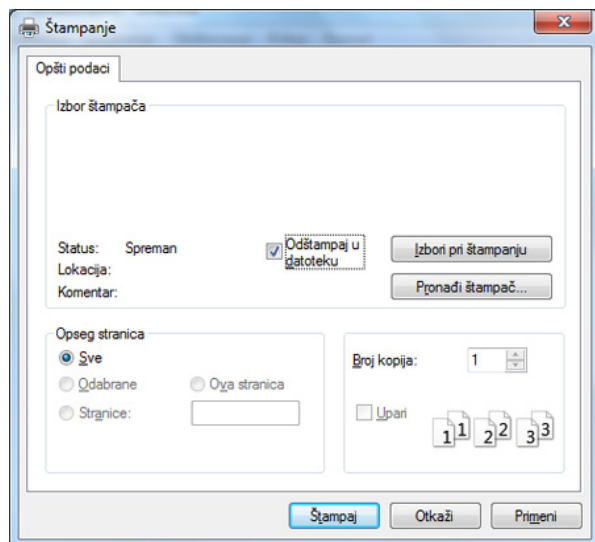 Štampanje
Opšti podaci
Izbor štampača
Status: Spreman
Lokacija:
Komentar:
Odštampaj u
datoteku
Izbori pri štampanju
Pronađi štampač...
Opseg stranica
Sve
Odabrane
Ova stranica
Stranice:
Broj kopija: 1
Upari
1 1 2 2 3 3
Štampaj
Otkaži
Primeni